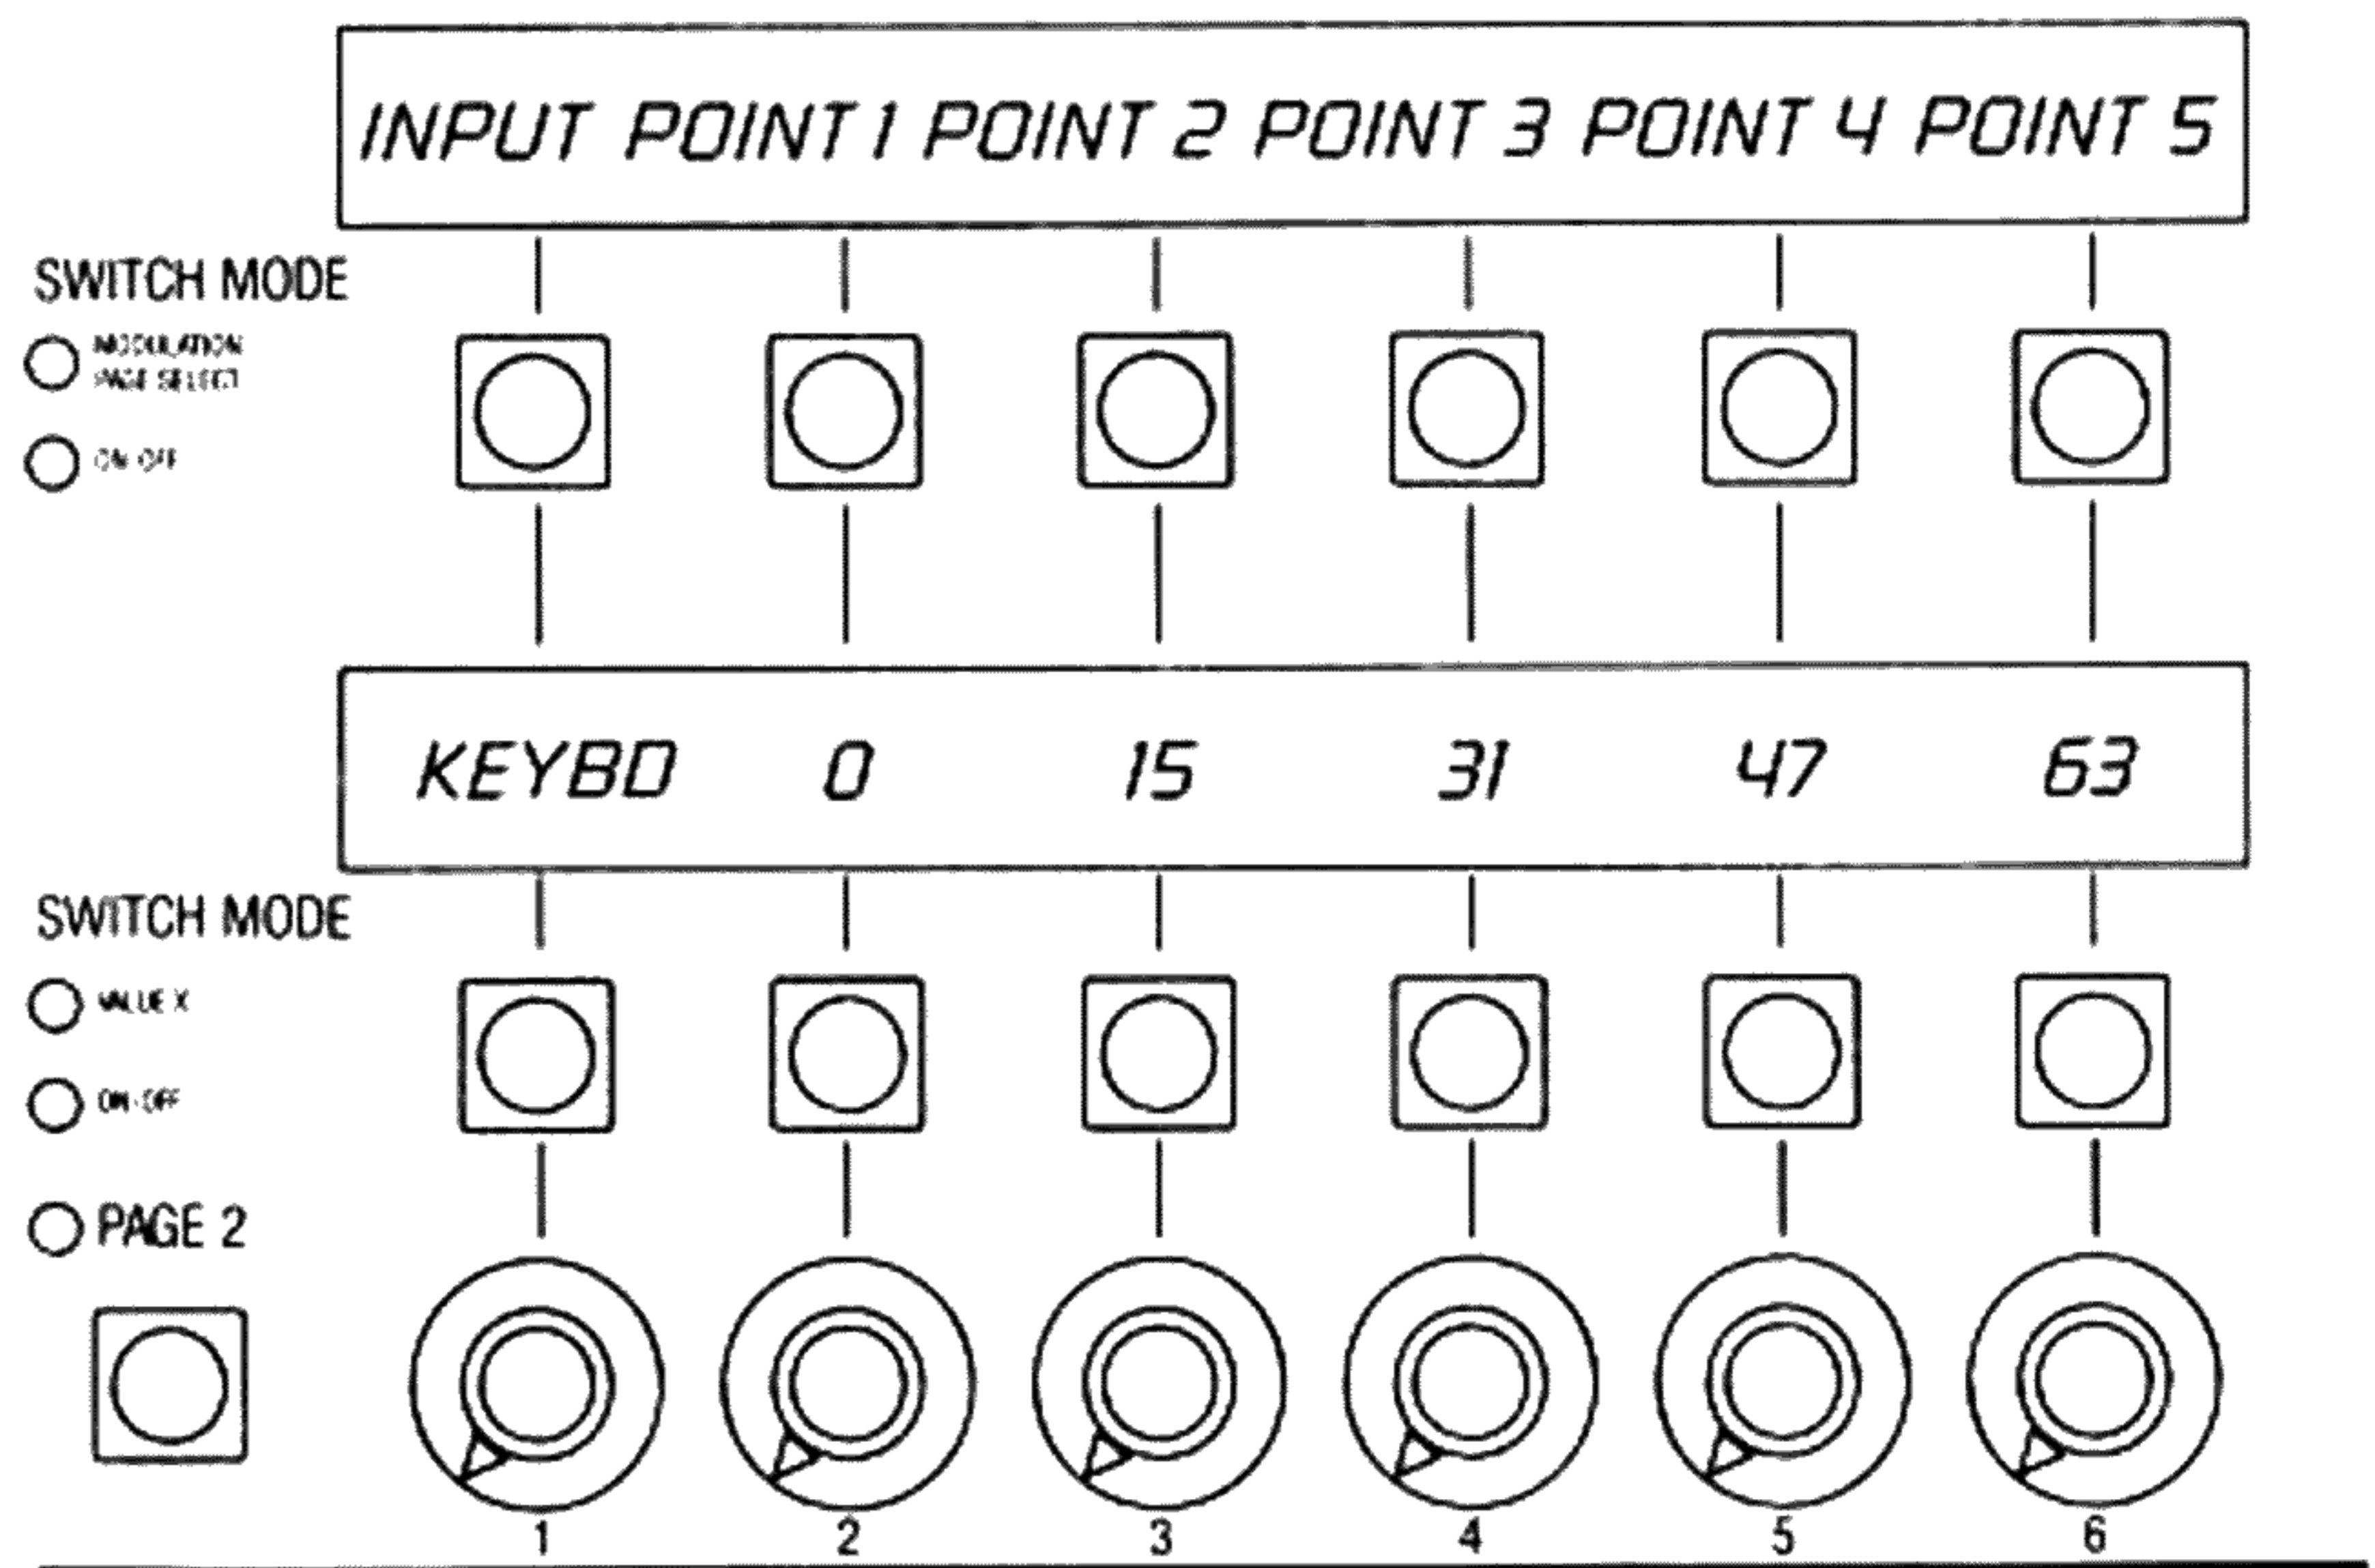 INPUT POINT 1 POINT 2 POINT 3 POINT 4 POINT 5
SWITCH MODE
MODULATION
PAGE SELECT
ON·OFF
KEYBD 0 15 31 47 63
SWITCH MODE
VALUE X
ON·OFF
PAGE 2
1 2 3 4 5 6